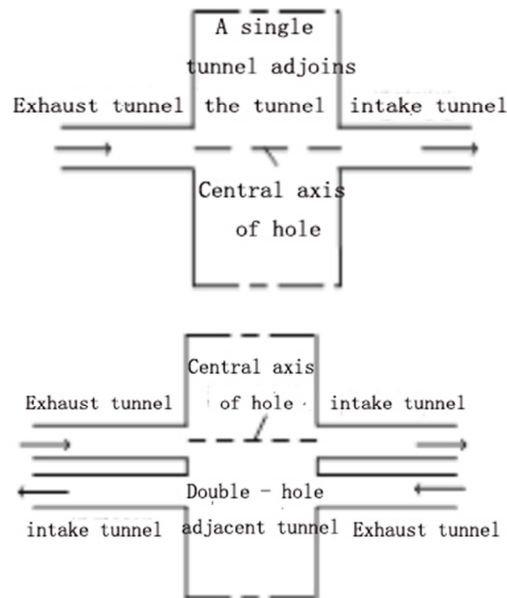 A single
tunnel adjoins
Exhaust tunnel the tunnel intake tunnel
Central axis
of hole
Central axis
Exhaust tunnel of hole intake tunnel
Double - hole
intake tunnel adjacent tunnel Exhaust tunnel